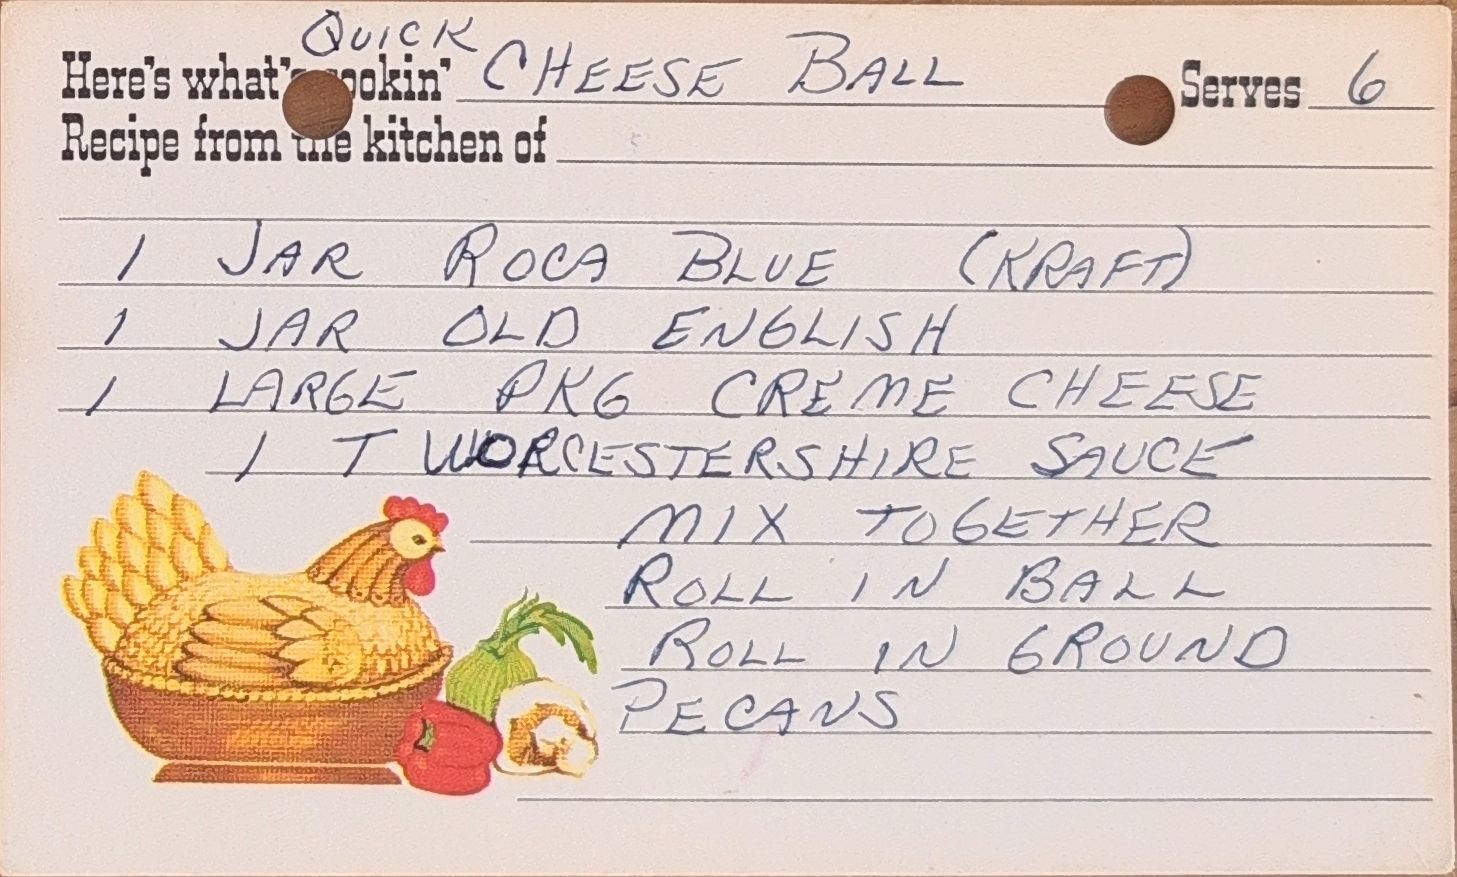 QUICK
Here's what's cookin' CHEESE BALL Serves 6
Recipe from the kitchen of
1 JAR ROCA BLUE (KRAFT)
1 JAR OLD ENGLISH
1 LARGE PKG CREME CHEESE
1 T WORCESTERSHIRE SAUCE
MIX TOGETHER
ROLL IN BALL
ROLL IN GROUND
PECANS